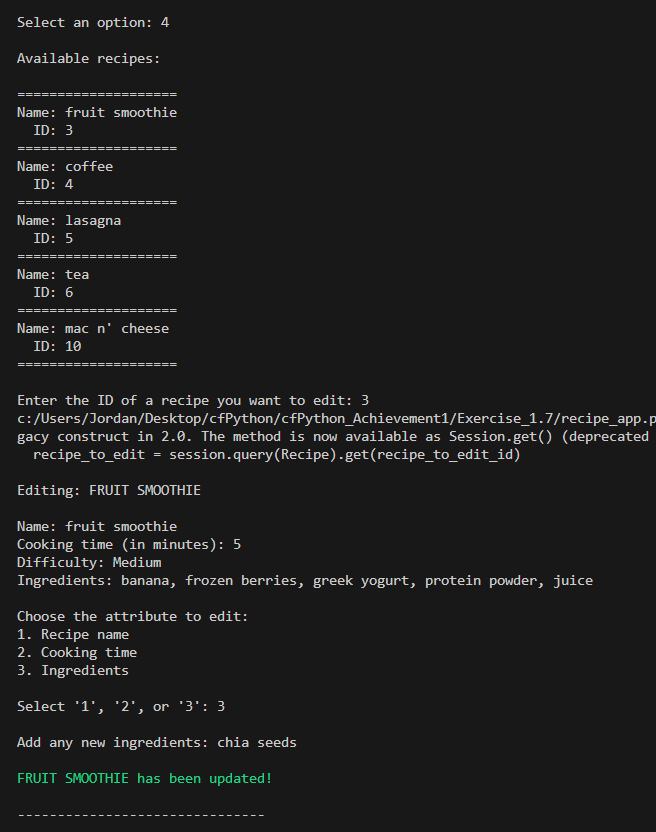 Select an option: 4
Available recipes:
====================
Name: fruit smoothie
ID: 3
====================
Name: coffee
ID: 4
====================
Name: lasagna
ID: 5
====================
Name: tea
ID: 6
====================
Name: mac n' cheese
ID: 10
====================
Enter the ID of a recipe you want to edit: 3
c:/Users/Jordan/Desktop/cfPython/cfPython_Achievement1/Exercise_1.7/recipe_app.p
gacy construct in 2.0. The method is now available as Session.get() (deprecated
recipe_to_edit = session.query(Recipe).get(recipe_to_edit_id)
Editing: FRUIT SMOOTHIE
Name: fruit smoothie
Cooking time (in minutes): 5
Difficulty: Medium
Ingredients: banana, frozen berries, greek yogurt, protein powder, juice
Choose the attribute to edit:
1. Recipe name
2. Cooking time
3. Ingredients
Select '1', '2', or '3': 3
Add any new ingredients: chia seeds
FRUIT SMOOTHIE has been updated!
-------------------------------